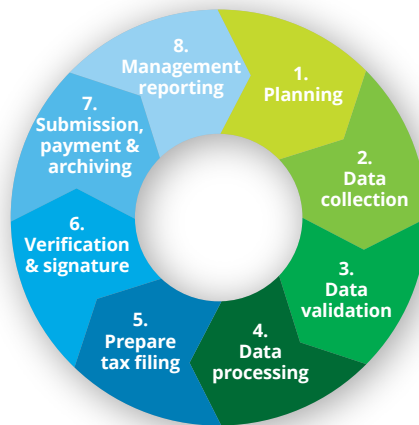 1.
Planning
2.
Data
collection
3.
Data
validation
4.
Data
processing
5.
Prepare
tax filing
6.
Verification
& signature
7.
Submission,
payment &
archiving
8.
Management
reporting